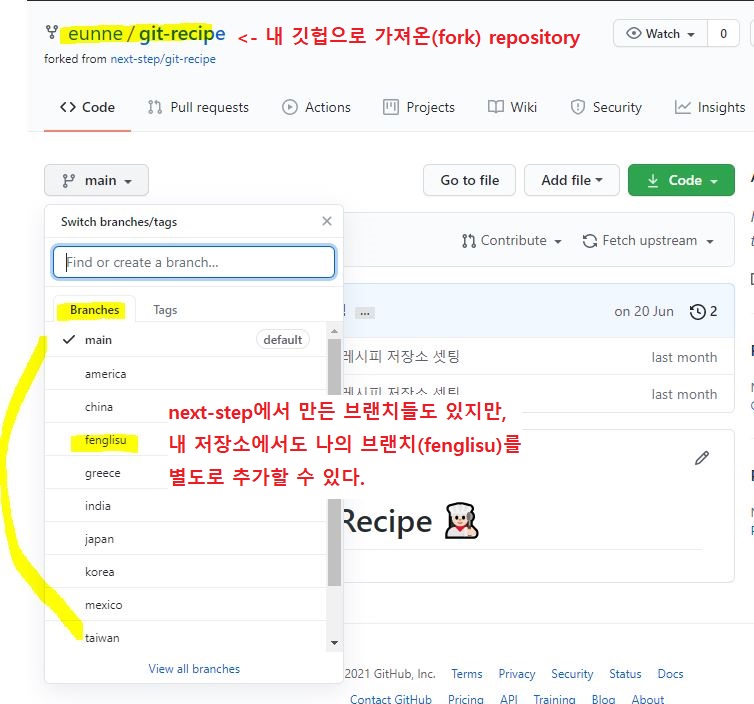 eunne / git-recipe <- 내 깃헙으로 가져온(fork) repository
Watch 0
forked from next-step/git-recipe
Code Pull requests Actions Projects Wiki Security Insights
main Go to file Add file Code
Switch branches/tags
Find or create a branch...
Contribute Fetch upstream
Branches Tags
... on 20 Jun 2
main default
레시피 저장소 셋팅 last month
america
레시피 저장소 셋팅 last month
china
next-step에서 만든 브랜치들도 있지만,
내 저장소에서도 나의 브랜치(fenglisu)를
별도로 추가할 수 있다.
fenglisu
greece
india
Recipe
japan
korea
mexico
taiwan
View all branches
2021 GitHub, Inc. Terms Privacy Security Status Docs
Contact GitHub Pricing API Training Blog About